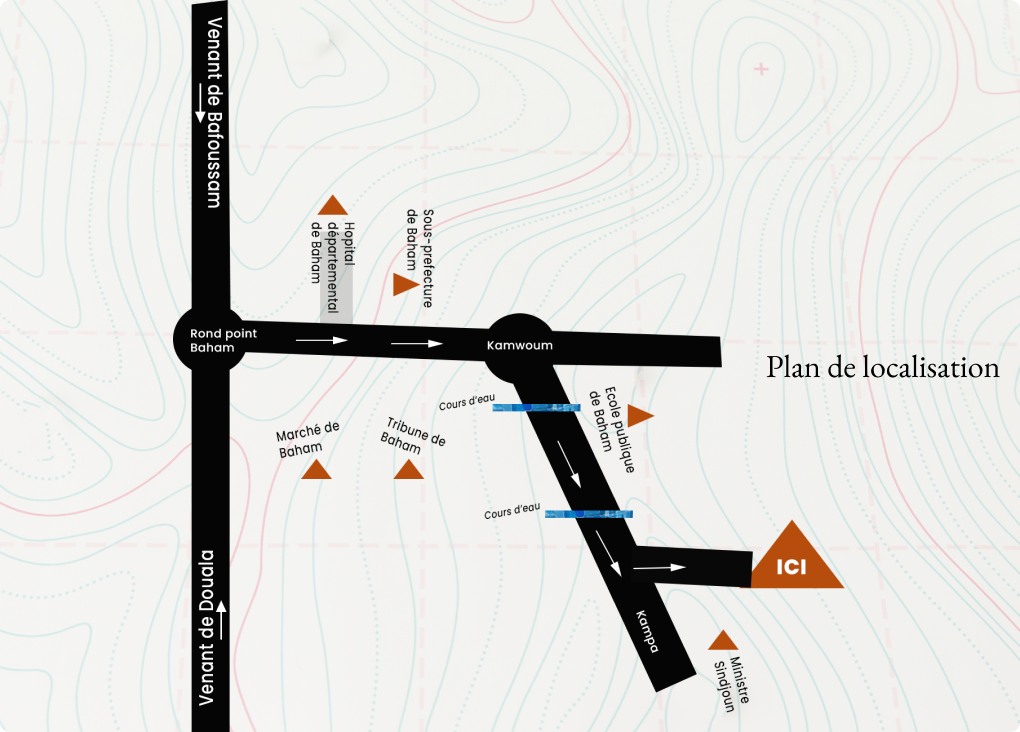 Venant de Bafoussam
Hopital
départemental
de Baham
Sous-prefecture
de Baham
Rond point
Baham
Kamwoum
Plan de localisation
Cours d'eau
Ecole publique
de Baham
Marché de
Baham
Tribune de
Baham
Cours d'eau
Venant de Douala
ICI
Kampa
Ministre
Sindjoun